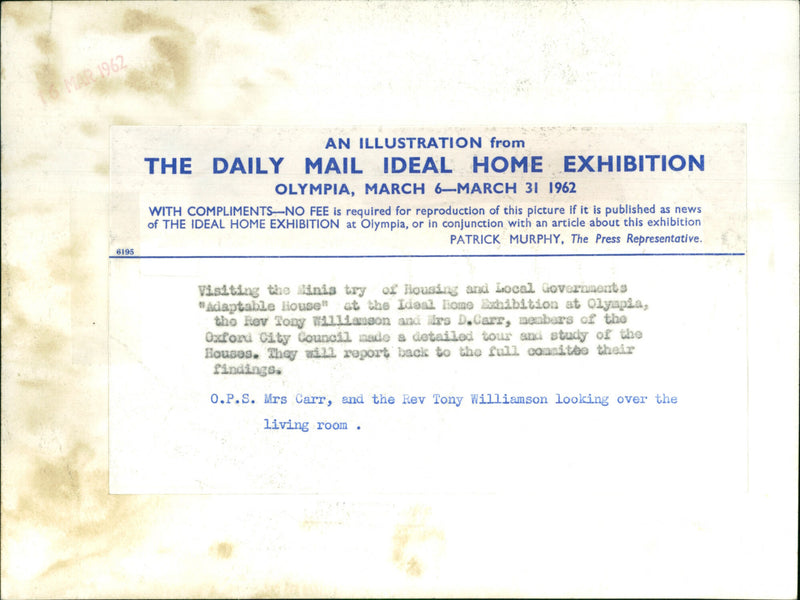 16 MAR 1962
AN ILLUSTRATION from
THE DAILY MAIL IDEAL HOME EXHIBITION
OLYMPIA, MARCH 6—MARCH 31 1962
WITH COMPLIMENTS—NO FEE is required for reproduction of this picture if it is published as news
of THE IDEAL HOME EXHIBITION at Olympia, or in conjunction with an article about this exhibition
PATRICK MURPHY, The Press Representative.
6195
Visiting the Minis try of Housing and Local Governments
"Adaptable House" at the Ideal Home Exhibition at Olympia,
the Rev Tony Williamson and Mrs D.Carr, members of the
Oxford City Council made a detailed tour and study of the
Houses. They will report back to the full committee their
findings.
O.P.S. Mrs Carr, and the Rev Tony Williamson looking over the
living room .